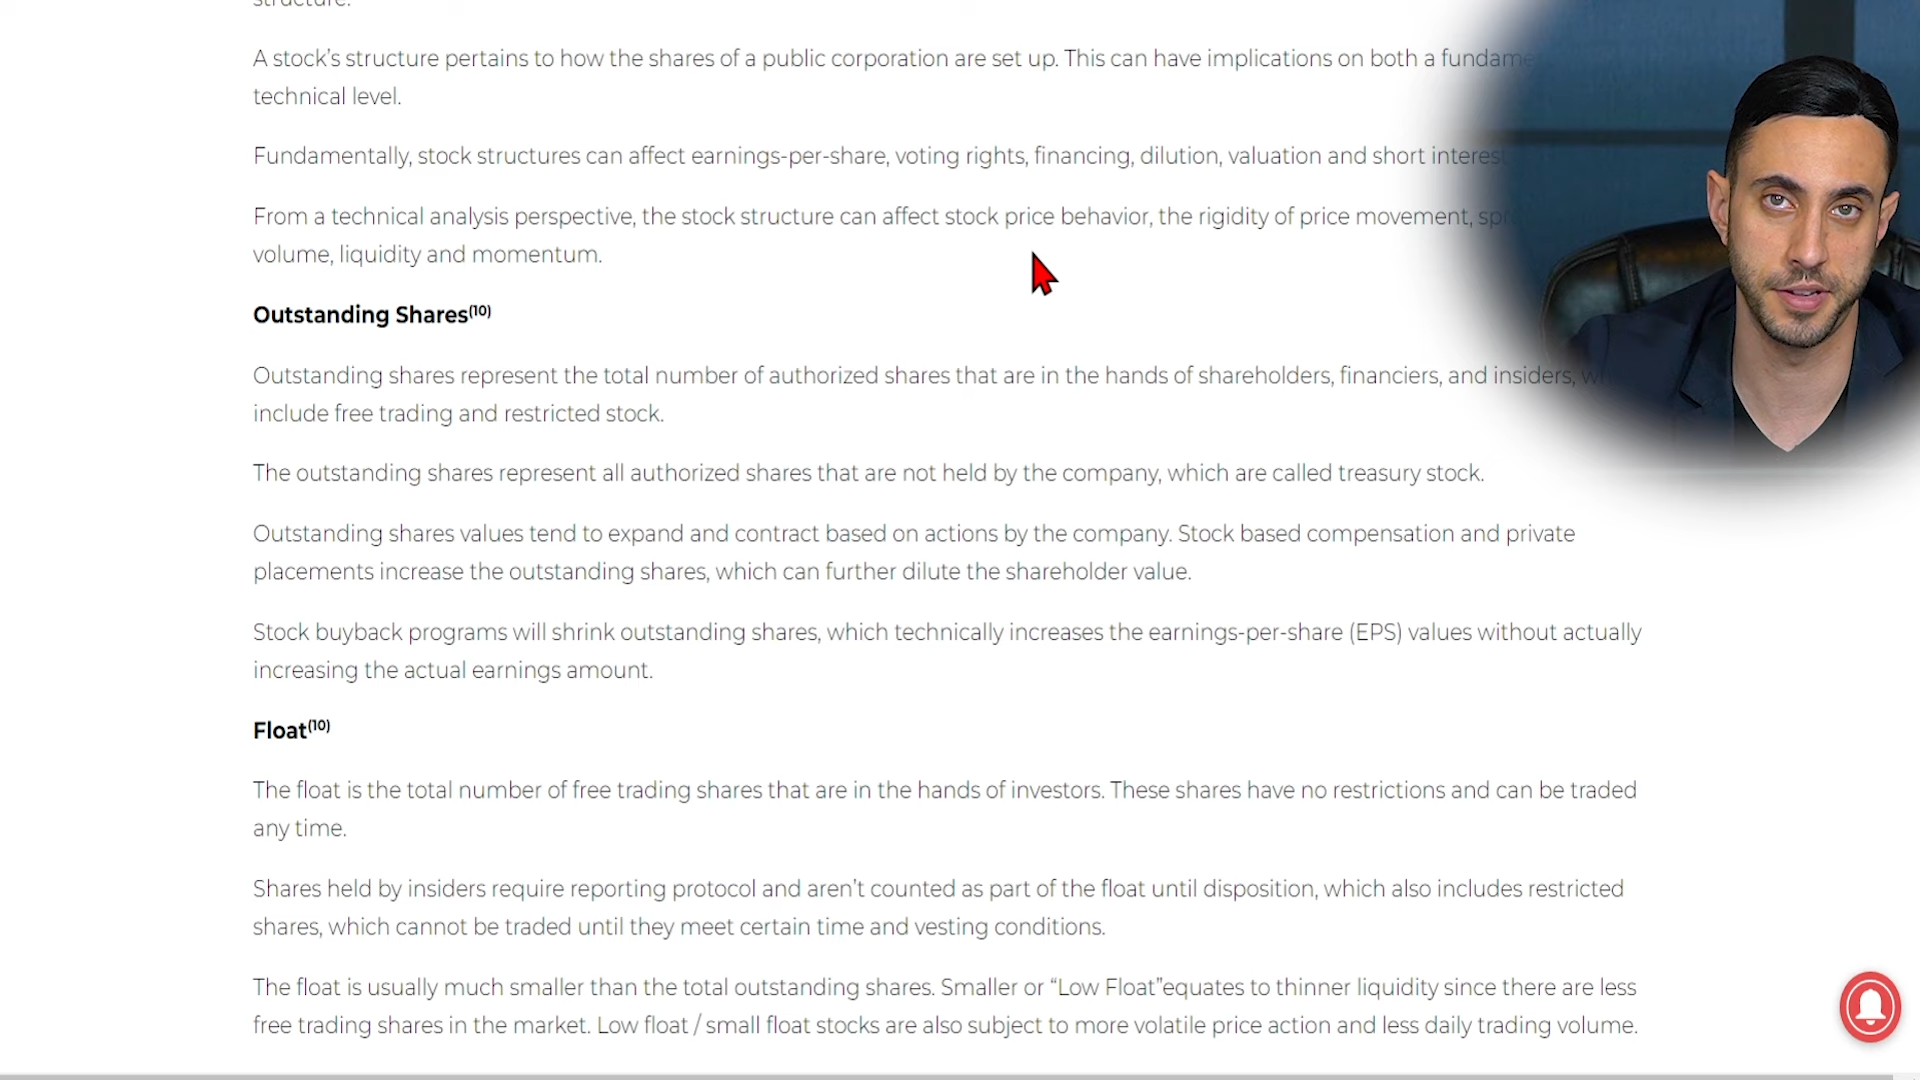 structure.
A stock’s structure pertains to how the shares of a public corporation are set up. This can have implications on both a
technical level.
Fundamentally, stock structures can affect earnings-per-share, voting rights, financing, dilution, valuation and short interest
From a technical analysis perspective, the stock structure can affect stock price behavior, the rigidity of price movement,
volume, liquidity and momentum.
Outstanding Shares(10)
Outstanding shares represent the total number of authorized shares that are in the hands of shareholders, financiers, and insiders,
include free trading and restricted stock.
The outstanding shares represent all authorized shares that are not held by the company, which are called treasury stock.
Outstanding shares values tend to expand and contract based on actions by the company. Stock based compensation and private
placements increase the outstanding shares, which can further dilute the shareholder value.
Stock buyback programs will shrink outstanding shares, which technically increases the earnings-per-share (EPS) values without actually
increasing the actual earnings amount.
Float(10)
The float is the total number of free trading shares that are in the hands of investors. These shares have no restrictions and can be traded
any time.
Shares held by insiders require reporting protocol and aren’t counted as part of the float until disposition, which also includes restricted
shares, which cannot be traded until they meet certain time and vesting conditions.
The float is usually much smaller than the total outstanding shares. Smaller or “Low Float”equates to thinner liquidity since there are less
free trading shares in the market. Low float / small float stocks are also subject to more volatile price action and less daily trading volume.